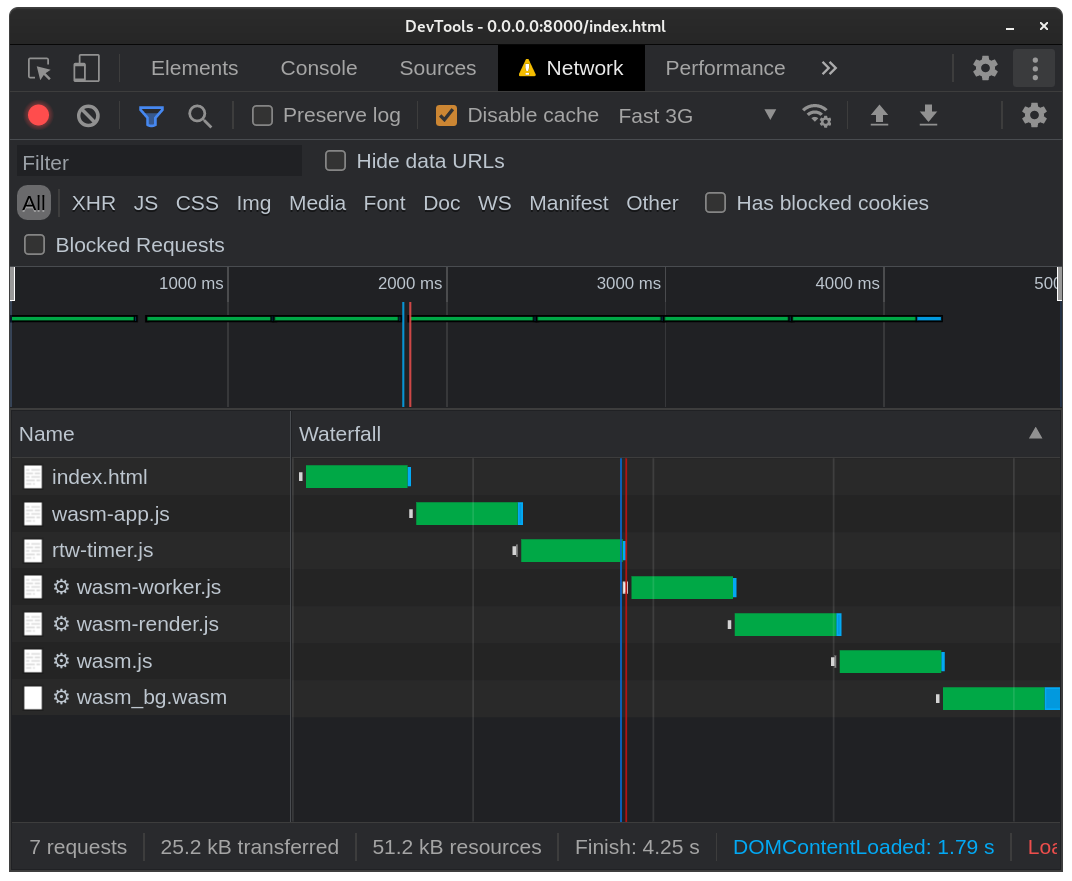 DevTools - 0.0.0.0:8000/index.html
Elements Console Sources Network Performance
Preserve log Disable cache Fast 3G
Filter Hide data URLs
All XHR JS CSS Img Media Font Doc WS Manifest Other Has blocked cookies
Blocked Requests
1000 ms 2000 ms 3000 ms 4000 ms
Name Waterfall
index.html
wasm-app.js
rtw-timer.js
wasm-worker.js
wasm-render.js
wasm.js
wasm_bg.wasm
7 requests 25.2 kB transferred 51.2 kB resources Finish: 4.25 s DOMContentLoaded: 1.79 s